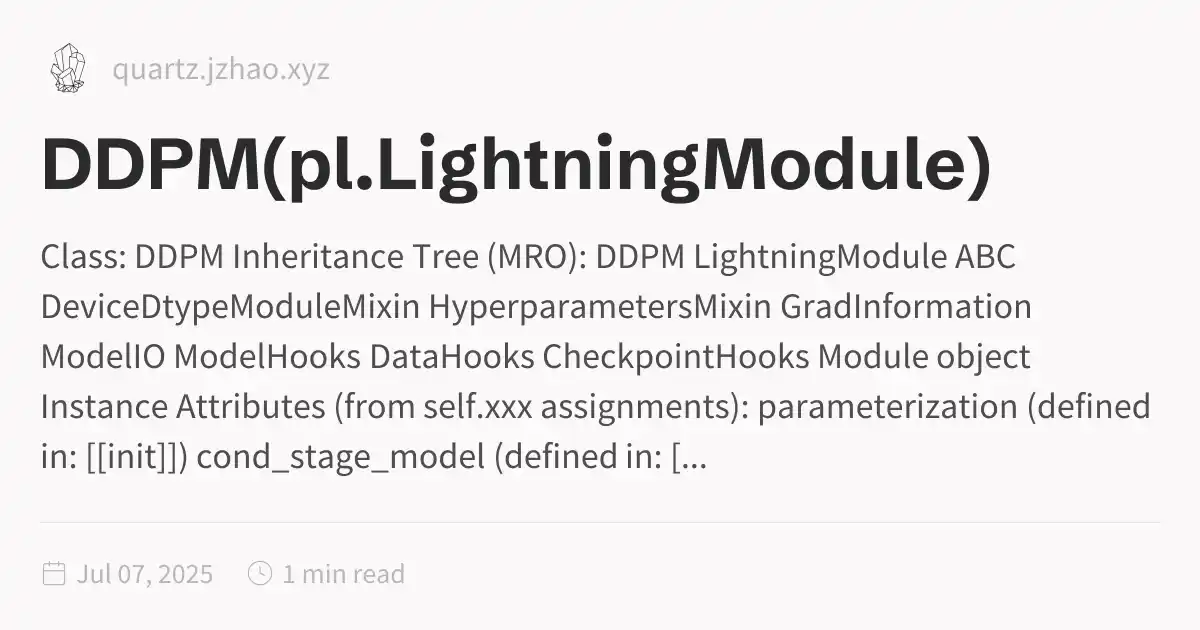 quartz.jzhao.xyz
DDPM(pl.LightningModule)
Class: DDPM Inheritance Tree (MRO): DDPM LightningModule ABC
DeviceDtypeModuleMixin HyperparametersMixin GradInformation
ModelIO ModelHooks DataHooks CheckpointHooks Module object
Instance Attributes (from self.xxx assignments): parameterization (defined
in: [[init]]) cond_stage_model (defined in: [...
Jul 07, 2025 1 min read